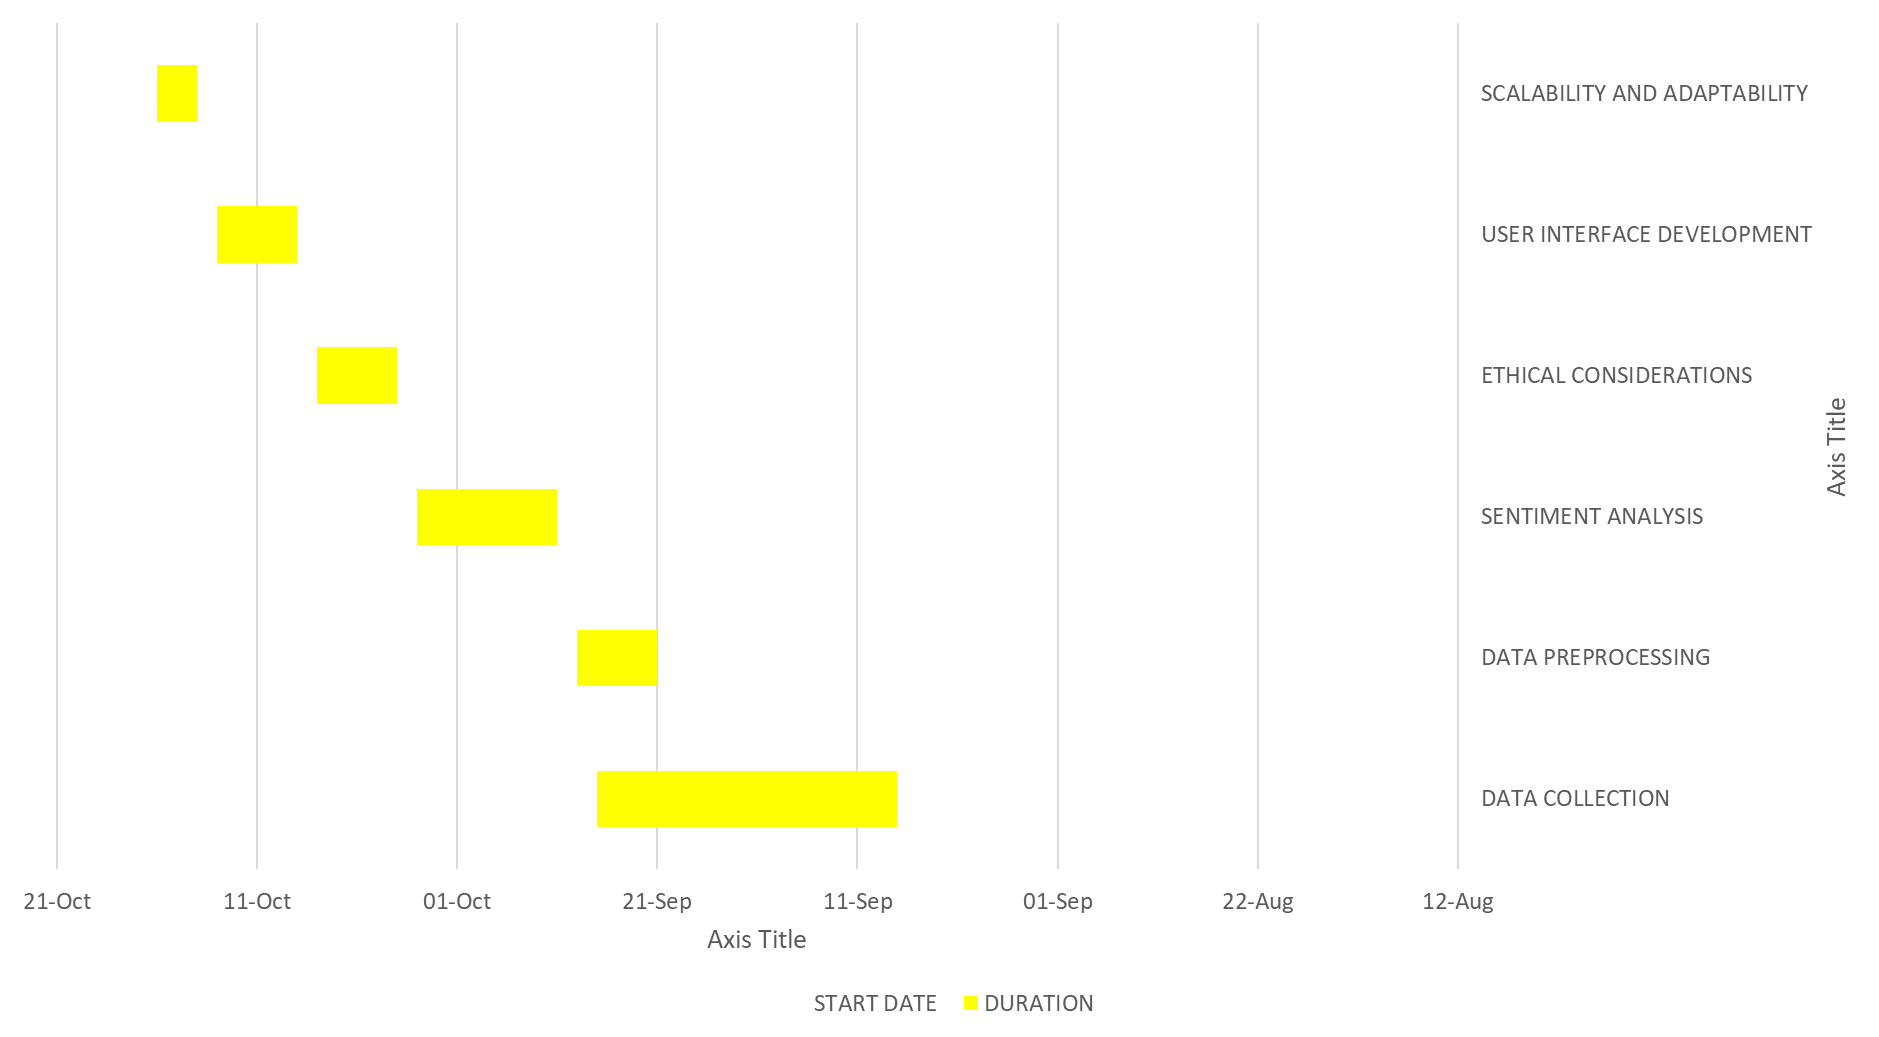 SCALABILITY AND ADAPTABILITY
USER INTERFACE DEVELOPMENT
ETHICAL CONSIDERATIONS
Axis Title
SENTIMENT ANALYSIS
DATA PREPROCESSING
DATA COLLECTION
21-Oct 11-Oct 01-Oct 21-Sep 11-Sep 01-Sep 22-Aug 12-Aug
Axis Title
START DATE DURATION